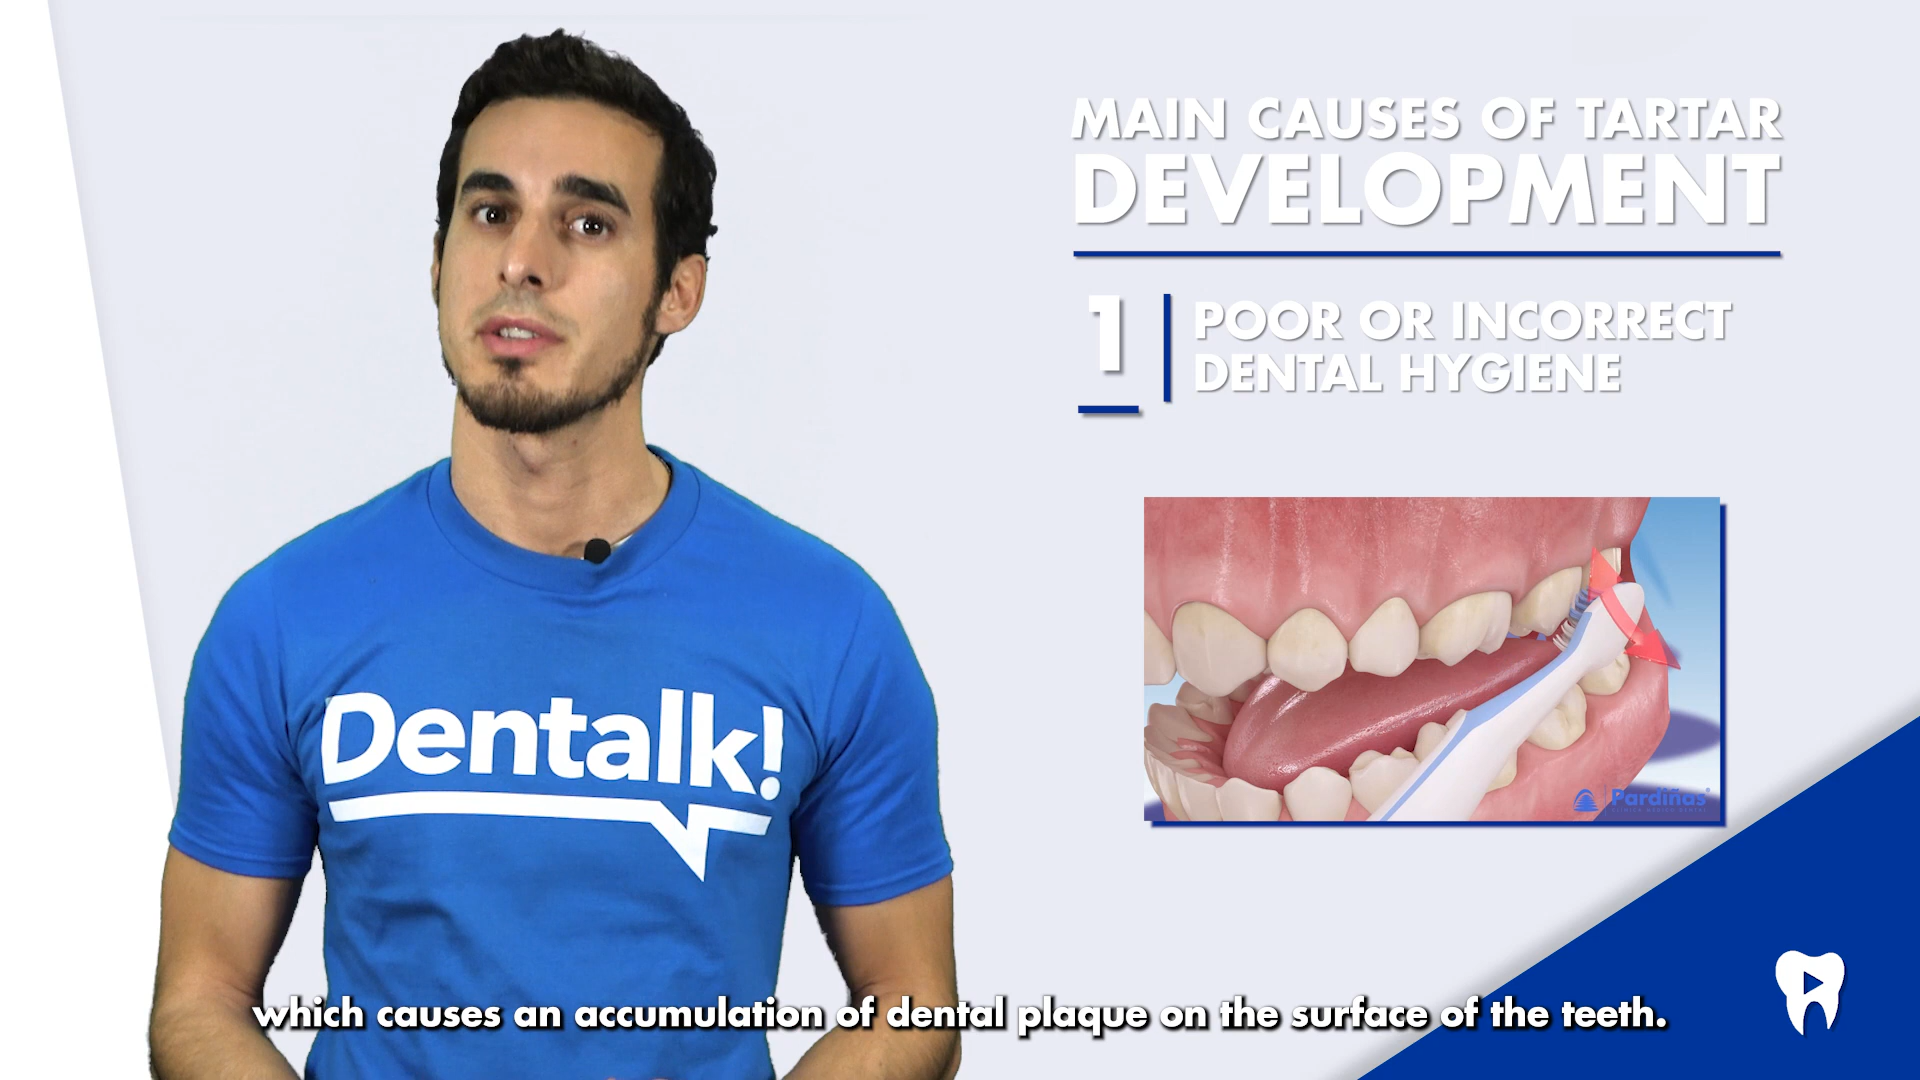 MAIN CAUSES OF TARTAR
DEVELOPMENT
1
POOR OR INCORRECT
DENTAL HYGIENE
Dentalk!
Pardiñas
which causes an accumulation of dental plaque on the surface of the teeth.